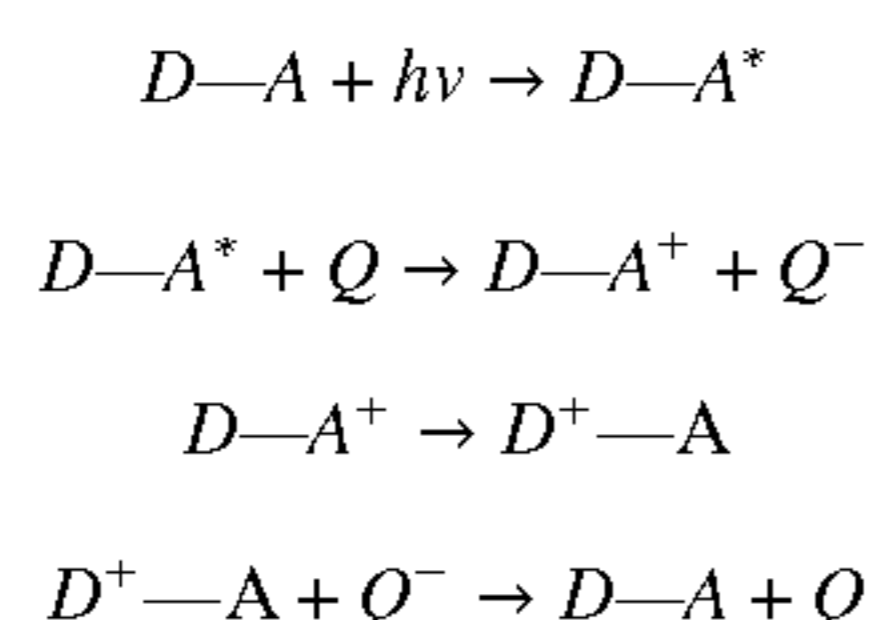 D—A + hν → D—A*
D—A* + Q → D—A⁺ + Q⁻
D—A⁺ → D⁺—A
D⁺—A + O⁻ → D—A + O